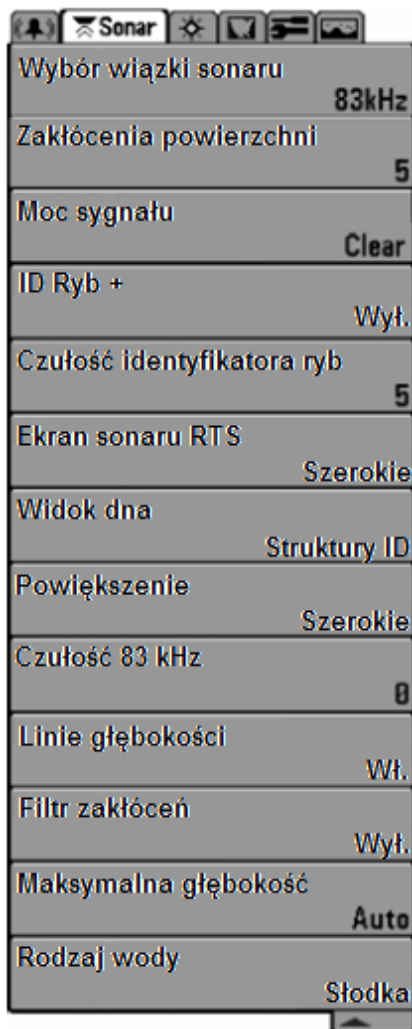 Sonar
Wybór wiązki sonaru
83kHz
Zakłócenia powierzchni
5
Moc sygnału
Clear
ID Ryb +
Wył.
Czułość identyfikatora ryb
5
Ekran sonaru RTS
Szerokie
Widok dna
Struktury ID
Powiększenie
Szerokie
Czułość 83 kHz
0
Linie głębokości
Wł.
Filtr zakłóceń
Wył.
Maksymalna głębokość
Auto
Rodzaj wody
Słodka